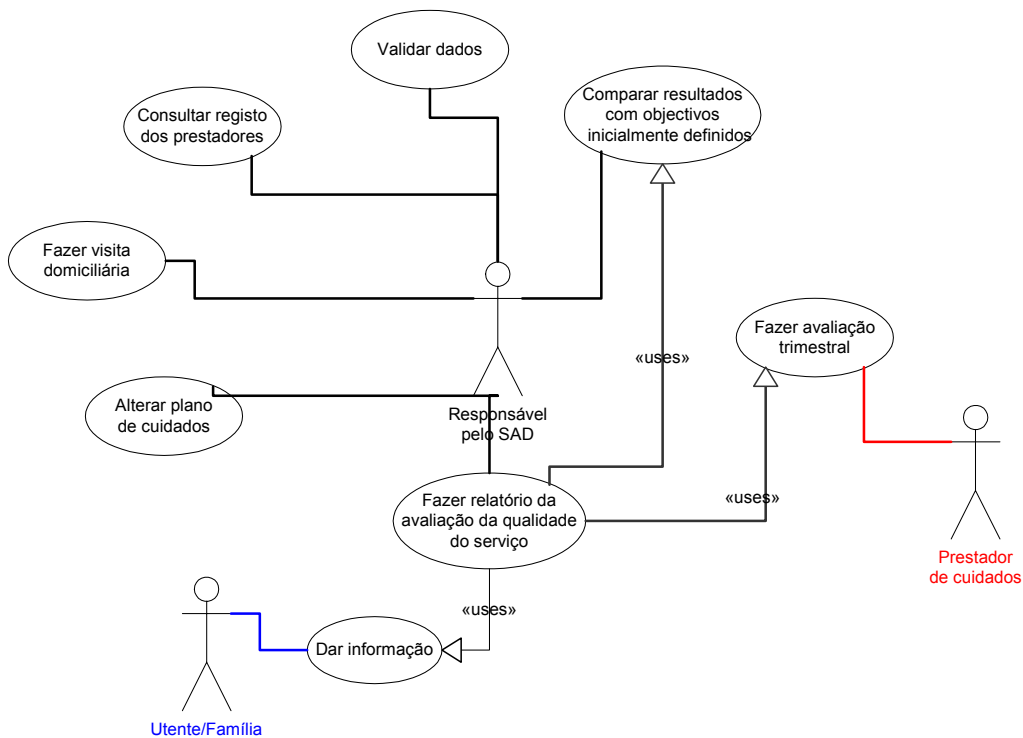 Validar dados
Comparar resultados
com objectivos
inicialmente definidos
Consultar registo
dos prestadores
Fazer visita
domiciliária
Fazer avaliação
trimestral
«uses»
Alterar plano
de cuidados
Responsável
pelo SAD
Fazer relatório da
avaliação da qualidade
do serviço
«uses»
Prestador
de cuidados
«uses»
Dar informação
Utente/Família